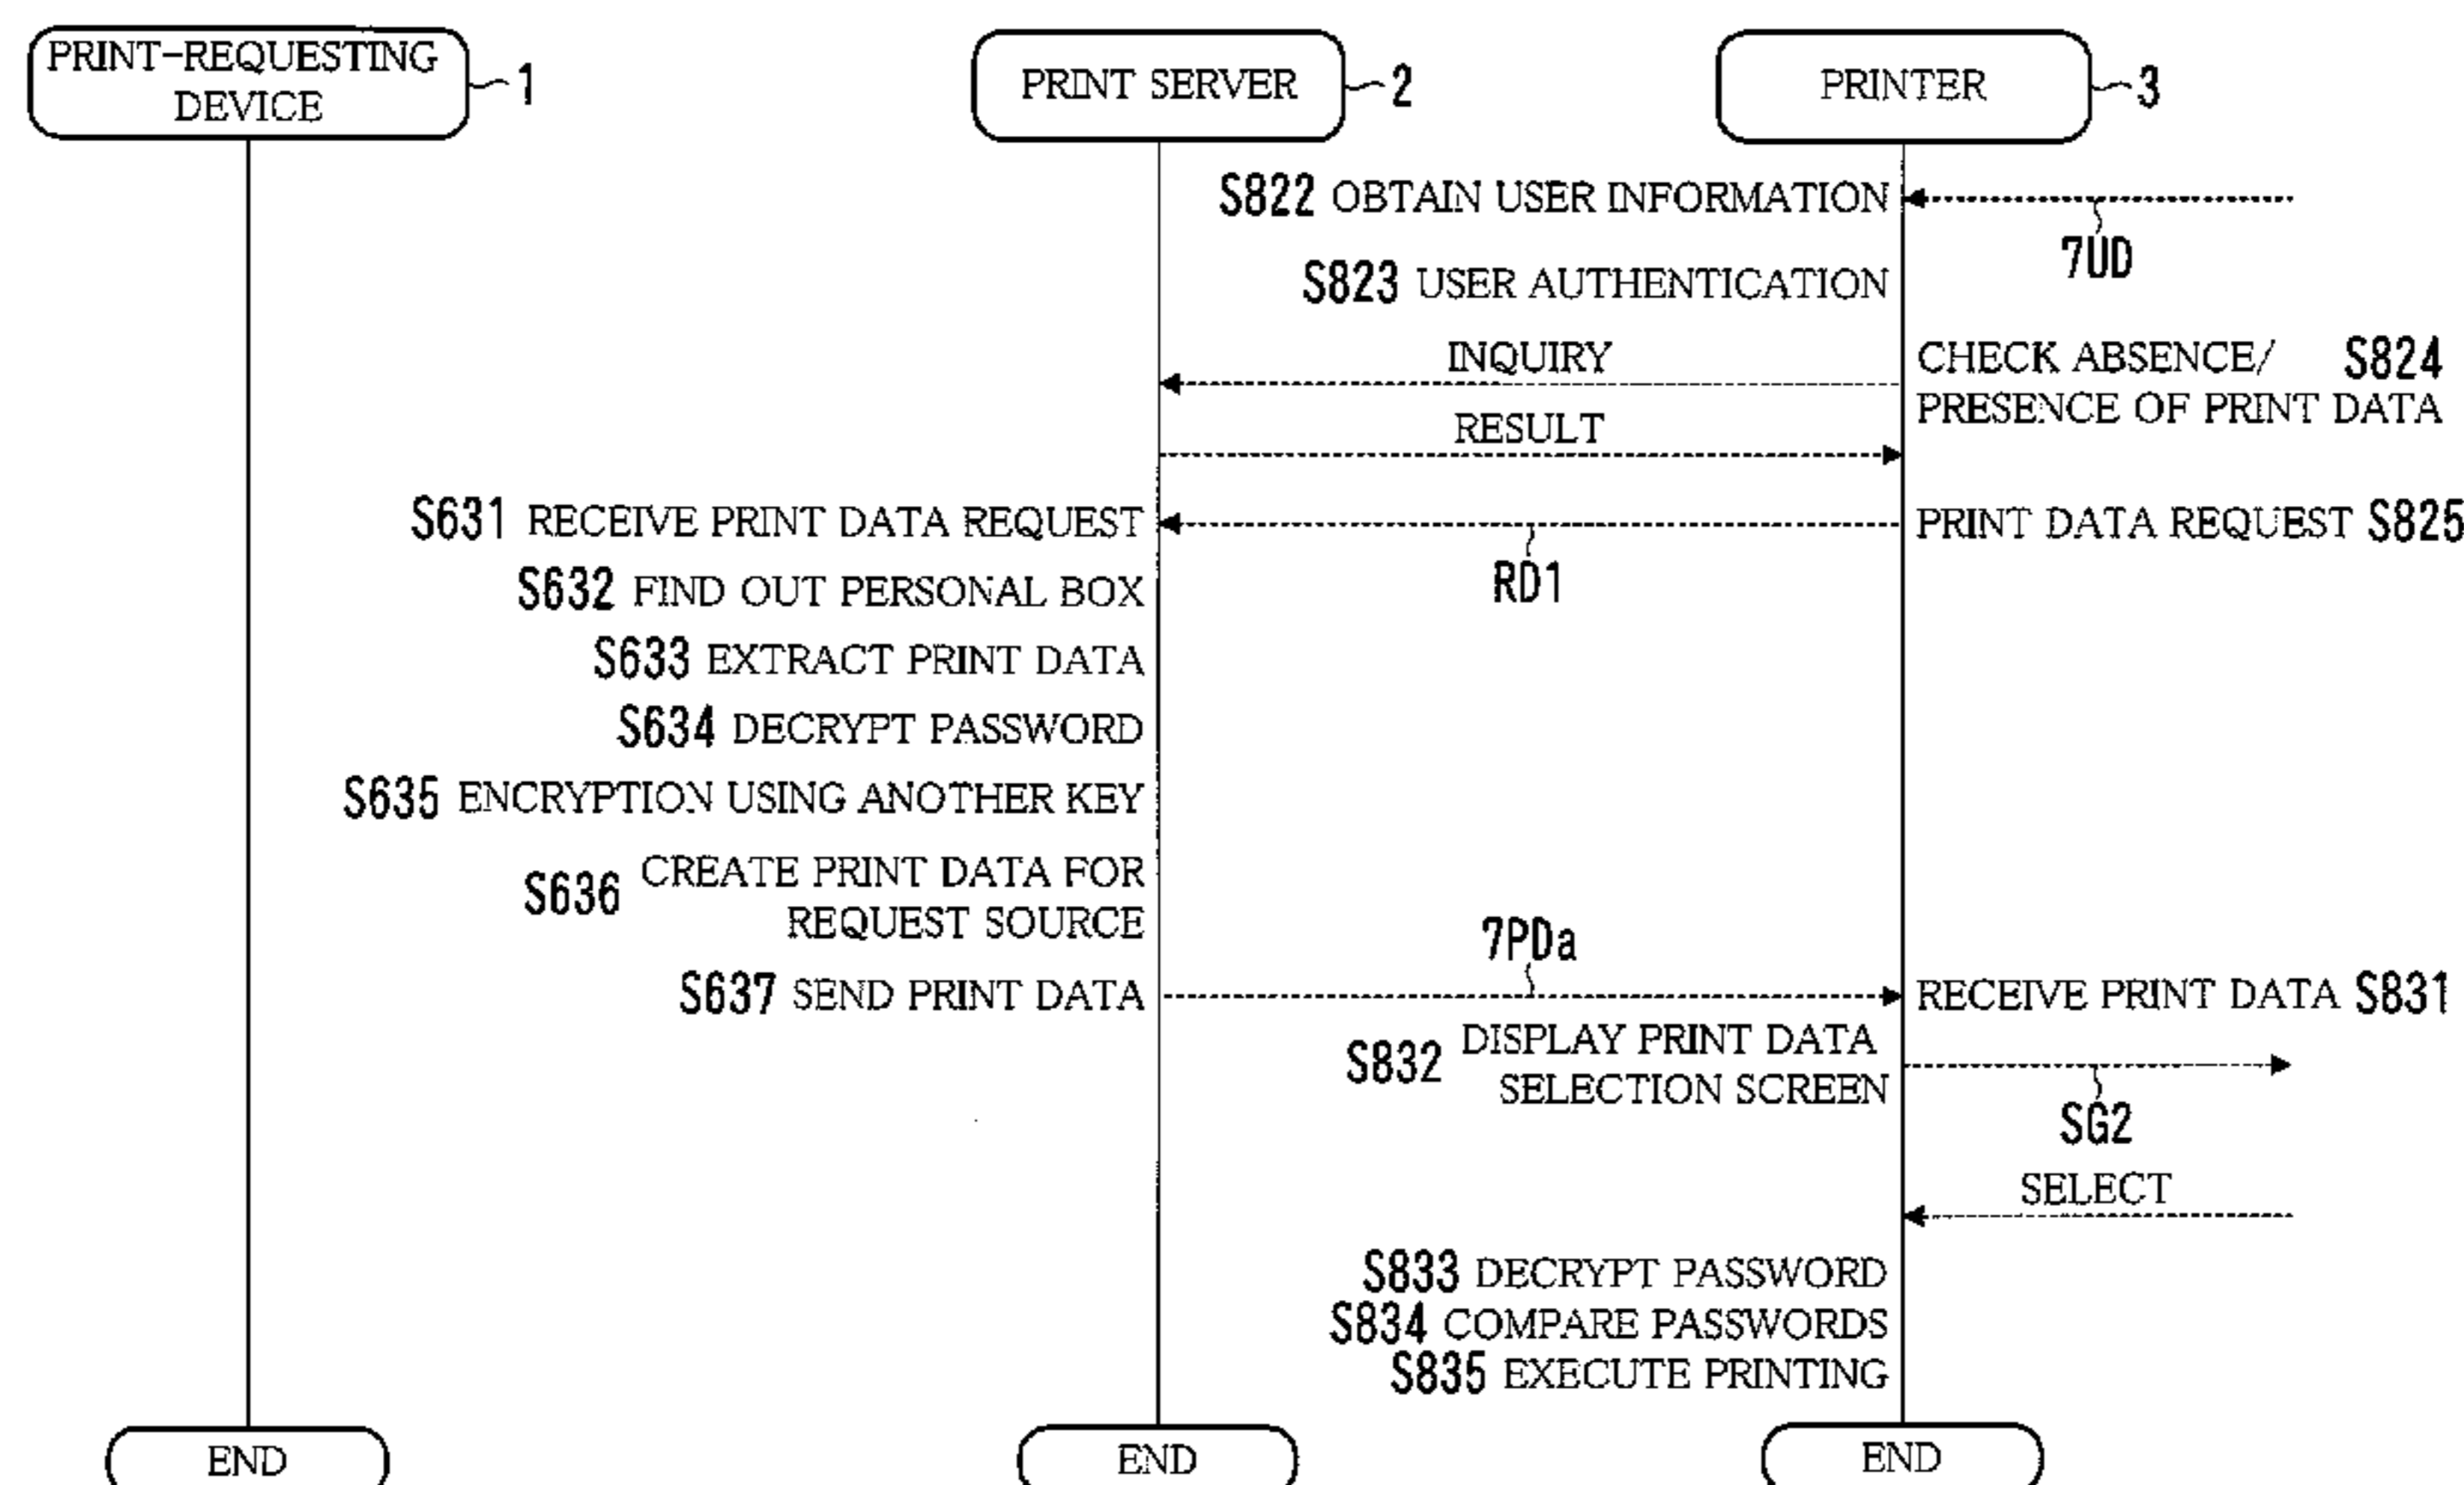 PRINT-REQUESTING
DEVICE
1
PRINT SERVER
2
PRINTER
3
S822 OBTAIN USER INFORMATION
7UD
S823 USER AUTHENTICATION
INQUIRY
CHECK ABSENCE/ S824
PRESENCE OF PRINT DATA
RESULT
S631 RECEIVE PRINT DATA REQUEST
PRINT DATA REQUEST S825
RD1
S632 FIND OUT PERSONAL BOX
S633 EXTRACT PRINT DATA
S634 DECRYPT PASSWORD
S635 ENCRYPTION USING ANOTHER KEY
S636 CREATE PRINT DATA FOR
REQUEST SOURCE
7PDa
S637 SEND PRINT DATA
RECEIVE PRINT DATA S831
S832 DISPLAY PRINT DATA
SELECTION SCREEN
SG2
SELECT
S833 DECRYPT PASSWORD
S834 COMPARE PASSWORDS
S835 EXECUTE PRINTING
END
END
END